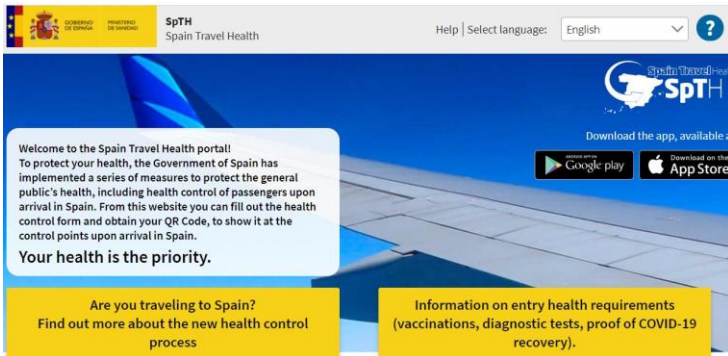 GOBIERNO DE ESPAÑA
MINISTERIO DE SANIDAD
SpTH
Spain Travel Health
Help | Select language:
English
?
Spain Travel Hea
SpTH
Download the app, available a
ANDROID APP ON
Google play
Download on the
App Store
Welcome to the Spain Travel Health portal!
To protect your health, the Government of Spain has
implemented a series of measures to protect the general
public's health, including health control of passengers upon
arrival in Spain. From this website you can fill out the health
control form and obtain your QR Code, to show it at the
control points upon arrival in Spain.
Your health is the priority.
Are you traveling to Spain?
Find out more about the new health control
process
Information on entry health requirements
(vaccinations, diagnostic tests, proof of COVID-19
recovery).